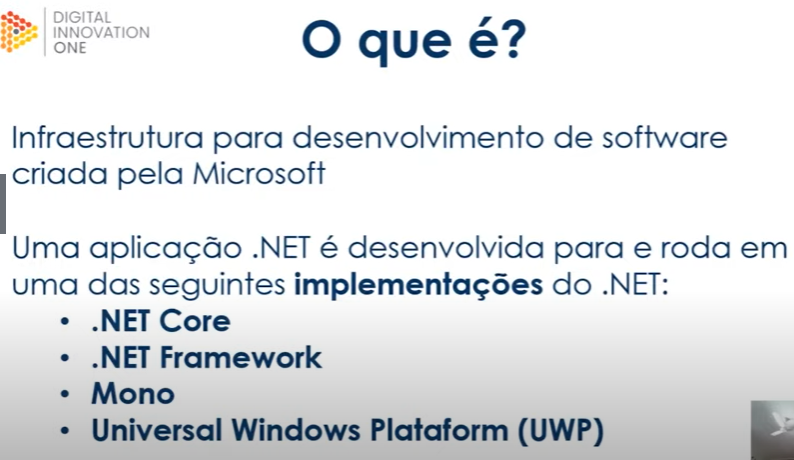 DIGITAL
INNOVATION
ONE
O que é?
Infraestrutura para desenvolvimento de software
criada pela Microsoft
Uma aplicação .NET é desenvolvida para e roda em
uma das seguintes implementações do .NET:
• .NET Core
• .NET Framework
• Mono
• Universal Windows Plataform (UWP)